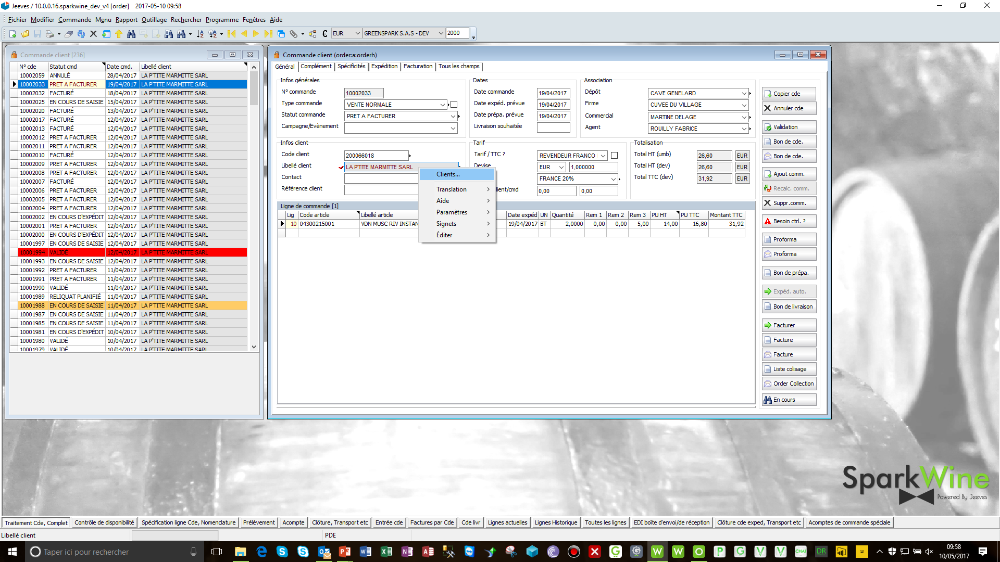 Jeeves / 10.0.0.16.sparkwine_dev_v4 [order] 2017-05-10 09:58
Fichier Modifier Commande Menu Rapport Outillage Rechercher Programme Fenêtres Aide
EUR GREENSPARK S.A.S - DEV 2000
Commande client [236]
N° cde Statut cmd Date cmd. Libellé client
10002059 ANNULÉ 28/04/2017 LA P'TITE MARMITTE SARL
10002033 PRET A FACTURER 19/04/2017 LA P'TITE MARMITTE SARL
10002032 FACTURÉ 18/04/2017 LA P'TITE MARMITTE SARL
10002025 EN COURS DE SAISIE 15/04/2017 LA P'TITE MARMITTE SARL
10002020 FACTURÉ 13/04/2017 LA P'TITE MARMITTE SARL
10002017 FACTURÉ 12/04/2017 LA P'TITE MARMITTE SARL
10002013 FACTURÉ 12/04/2017 LA P'TITE MARMITTE SARL
10002012 PRET A FACTURER 12/04/2017 LA P'TITE MARMITTE SARL
10002011 PRET A FACTURER 12/04/2017 LA P'TITE MARMITTE SARL
10002010 FACTURÉ 12/04/2017 LA P'TITE MARMITTE SARL
10002009 PRET A FACTURER 12/04/2017 LA P'TITE MARMITTE SARL
10002008 PRET A FACTURER 12/04/2017 LA P'TITE MARMITTE SARL
10002007 FACTURÉ 12/04/2017 LA P'TITE MARMITTE SARL
10002006 PRET A FACTURER 12/04/2017 LA P'TITE MARMITTE SARL
10002005 PRET A FACTURER 12/04/2017 LA P'TITE MARMITTE SARL
10002004 PRET A FACTURER 12/04/2017 LA P'TITE MARMITTE SARL
10002002 EN COURS D'EXPÉDIT 12/04/2017 LA P'TITE MARMITTE SARL
10002001 PRET A FACTURER 12/04/2017 LA P'TITE MARMITTE SARL
10002000 EN COURS D'EXPÉDIT 12/04/2017 LA P'TITE MARMITTE SARL
10001997 EN COURS DE SAISIE 12/04/2017 LA P'TITE MARMITTE SARL
10001994 VALIDÉ 12/04/2017 LA P'TITE MARMITTE SARL
10001993 EN COURS DE SAISIE 12/04/2017 LA P'TITE MARMITTE SARL
10001992 PRET A FACTURER 11/04/2017 LA P'TITE MARMITTE SARL
10001991 PRET A FACTURER 11/04/2017 LA P'TITE MARMITTE SARL
10001990 VALIDÉ 11/04/2017 LA P'TITE MARMITTE SARL
10001989 RELIQUAT PLANIFIÉ 11/04/2017 LA P'TITE MARMITTE SARL
10001988 EN COURS DE SAISIE 11/04/2017 LA P'TITE MARMITTE SARL
10001987 EN COURS DE SAISIE 11/04/2017 LA P'TITE MARMITTE SARL
10001985 EN COURS DE SAISIE 11/04/2017 LA P'TITE MARMITTE SARL
10001981 EN COURS D'EXPÉDIT 10/04/2017 LA P'TITE MARMITTE SARL
10001980 VALIDÉ 10/04/2017 LA P'TITE MARMITTE SARL
10001979 VALIDÉ 10/04/2017 LA P'TITE MARMITTE SARL
Commande client (order:a:orderh)
Général Complément Spécificités Expédition Facturation Tous les champs
Infos générales
N° commande 10002033
Type commande VENTE NORMALE
Statut commande PRET A FACTURER
Campagne/Evènement
Dates
Date commande 19/04/2017
Date expéd. prévue 19/04/2017
Date prépa. prévue 19/04/2017
Livraison souhaitée
Association
Dépôt CAVE GENELARD
Firme CUVEE DU VILLAGE
Commercial MARTINE DELAGE
Agent ROUILLY FABRICE
Infos client
Code client 200066018
Libellé client LA P'TITE MARMITTE SARL
Contact
Référence client
Tarif
Tarif / TTC ? REVENDEUR FRANCO
Devise EUR 1,000000
FRANCE 20%
lient/cmd 0,00 0,00
Totalisation
Total HT (umb) 26,60 EUR
Total HT (dev) 26,60 EUR
Total TTC (dev) 31,92 EUR
Clients...
Translation
Aide
Paramètres
Signets
Éditer
Ligne de commande [1]
Lig Code article Libellé article Date expéd UN Quantité Rem 1 Rem 2 Rem 3 PU HT PU TTC Montant TTC
10 04300215001 VDN MUSC RIV INSTAN 19/04/2017 BT 2,0000 0,00 0,00 5,00 14,00 16,80 31,92
Copier cde
Annuler cde
Validation
Bon de cde.
Bon de cde.
Ajout comm.
Recalc. comm.
Suppr.comm.
Besoin ctrl. ?
Proforma
Proforma
Bon de prépa.
Expéd. auto.
Bon de livraison
Facturer
Facture
Facture
Liste colisage
Order Collection
En cours
SparkWine
Powered By Jeeves
Traitement Cde, Complet Contrôle de disponibilité Spécification ligne Cde, Nomenclature Prélèvement Acompte Clôture, Transport etc Entrée cde Factures par Cde Cde livr Lignes actuelles Lignes Historique Toutes les lignes EDI boîte d'envoi/de réception Clôture cde exped, Transport etc Acomptes de commande spéciale
Libellé client PDE
Taper ici pour rechercher
09:58
10/05/2017